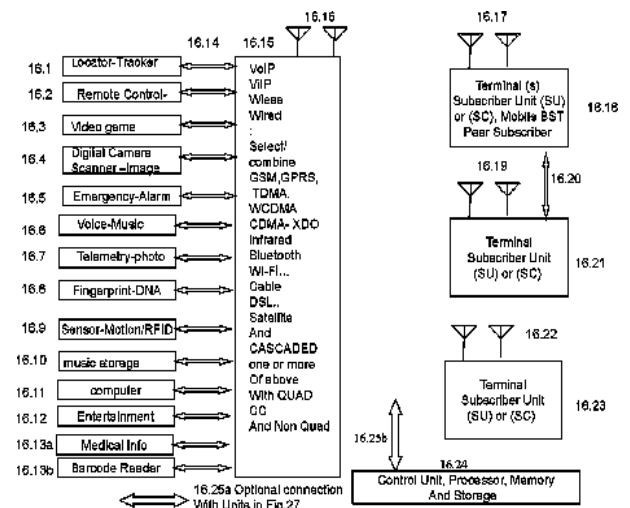 16.14
16.15
16.16
16.17
16.1
Locator-Tracker
16.2
Remote Control-
16.3
Video game
16.4
Digital Camera
Scanner -Image
16.5
Emergency-Alarm
16.6
Voice-Music
16.7
Telemetry-photo
16.8
Fingerprint-DNA
16.9
Sensor-Motion/RFID
16.10
music storage
16.11
computer
16.12
Entertainment
16.13a
Medical Info
16.13b
Barcode Reader
VoIP
ViIP
Wired
:
Select/
combine
GSM,GPRS,
TDMA.
WCDMA
CDMA- XDO
Infrared
Bluetooth
Wi-Fi...
Cable
DSL..
Satellite
And
CASCADED
one or more
Of above
With QUAD
And Non Quad
Terminal (s)
Subscriber Unit (SU)
or (SC), Mobile BST
Peer Subscriber
16.18
16.19
16.20
Terminal
Subscriber Unit
(SU) or (SC)
16.21
16.22
Terminal
Subscriber Unit
(SU) or (SC)
16.23
16.25b
16.24
Control Unit, Processor, Memory
And Storage
16.25a Optional connection
With Units in Fig.27